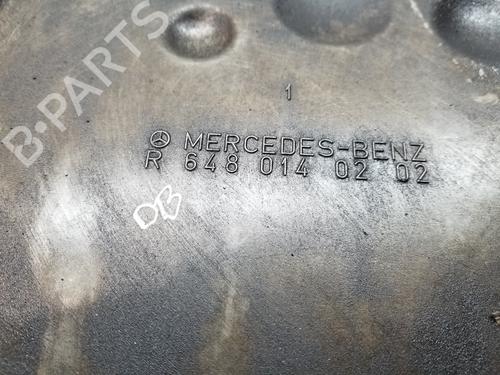 B-PARTS
1
MERCEDES-BENZ
R 648 014 02 02
DB